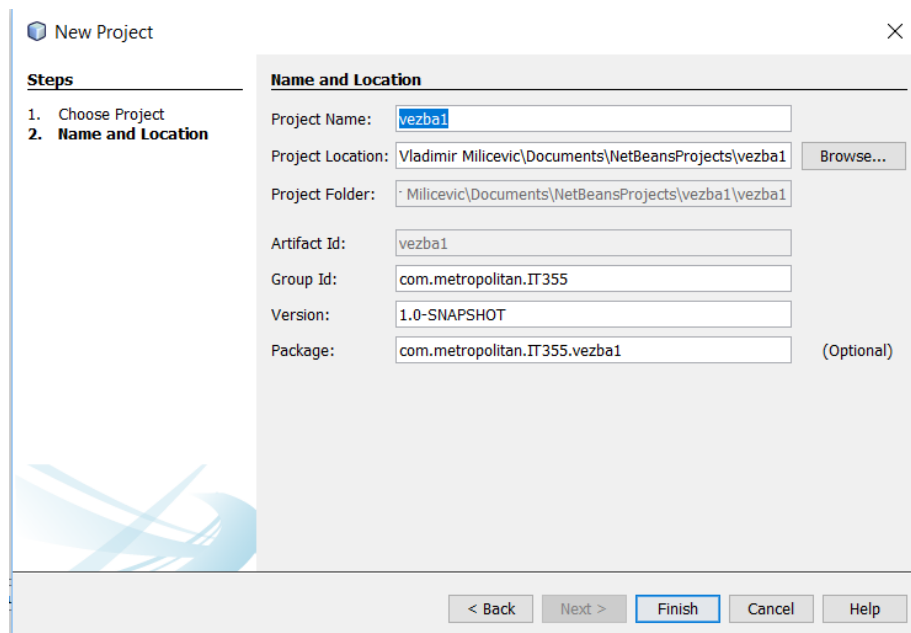 New Project
Steps
1. Choose Project
2. Name and Location
Name and Location
Project Name: vezba1
Project Location: Vladimir Milicevic\Documents\NetBeansProjects\vezba1 Browse...
Project Folder: Milicevic\Documents\NetBeansProjects\vezba1\vezba1
Artifact Id: vezba1
Group Id: com.metropolitan.IT355
Version: 1.0-SNAPSHOT
Package: com.metropolitan.IT355.vezba1 (Optional)
< Back Next > Finish Cancel Help